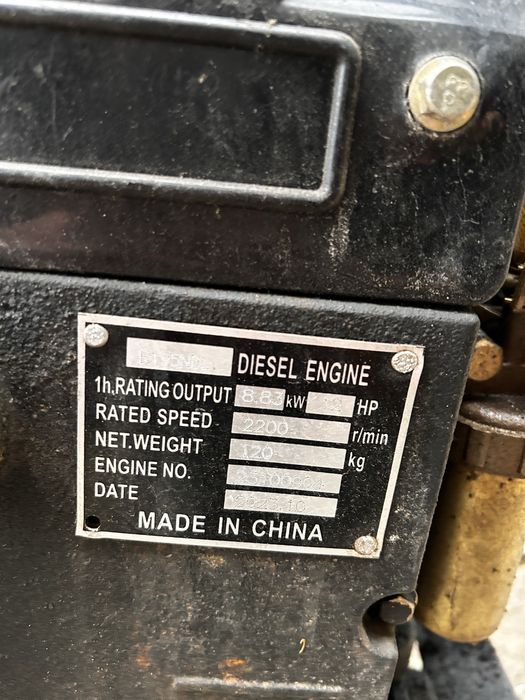 DIESEL ENGINE
1h.RATING OUTPUT 8.83 kW 12 HP
RATED SPEED 2200 r/min
NET.WEIGHT 120 kg
ENGINE NO.
DATE
MADE IN CHINA